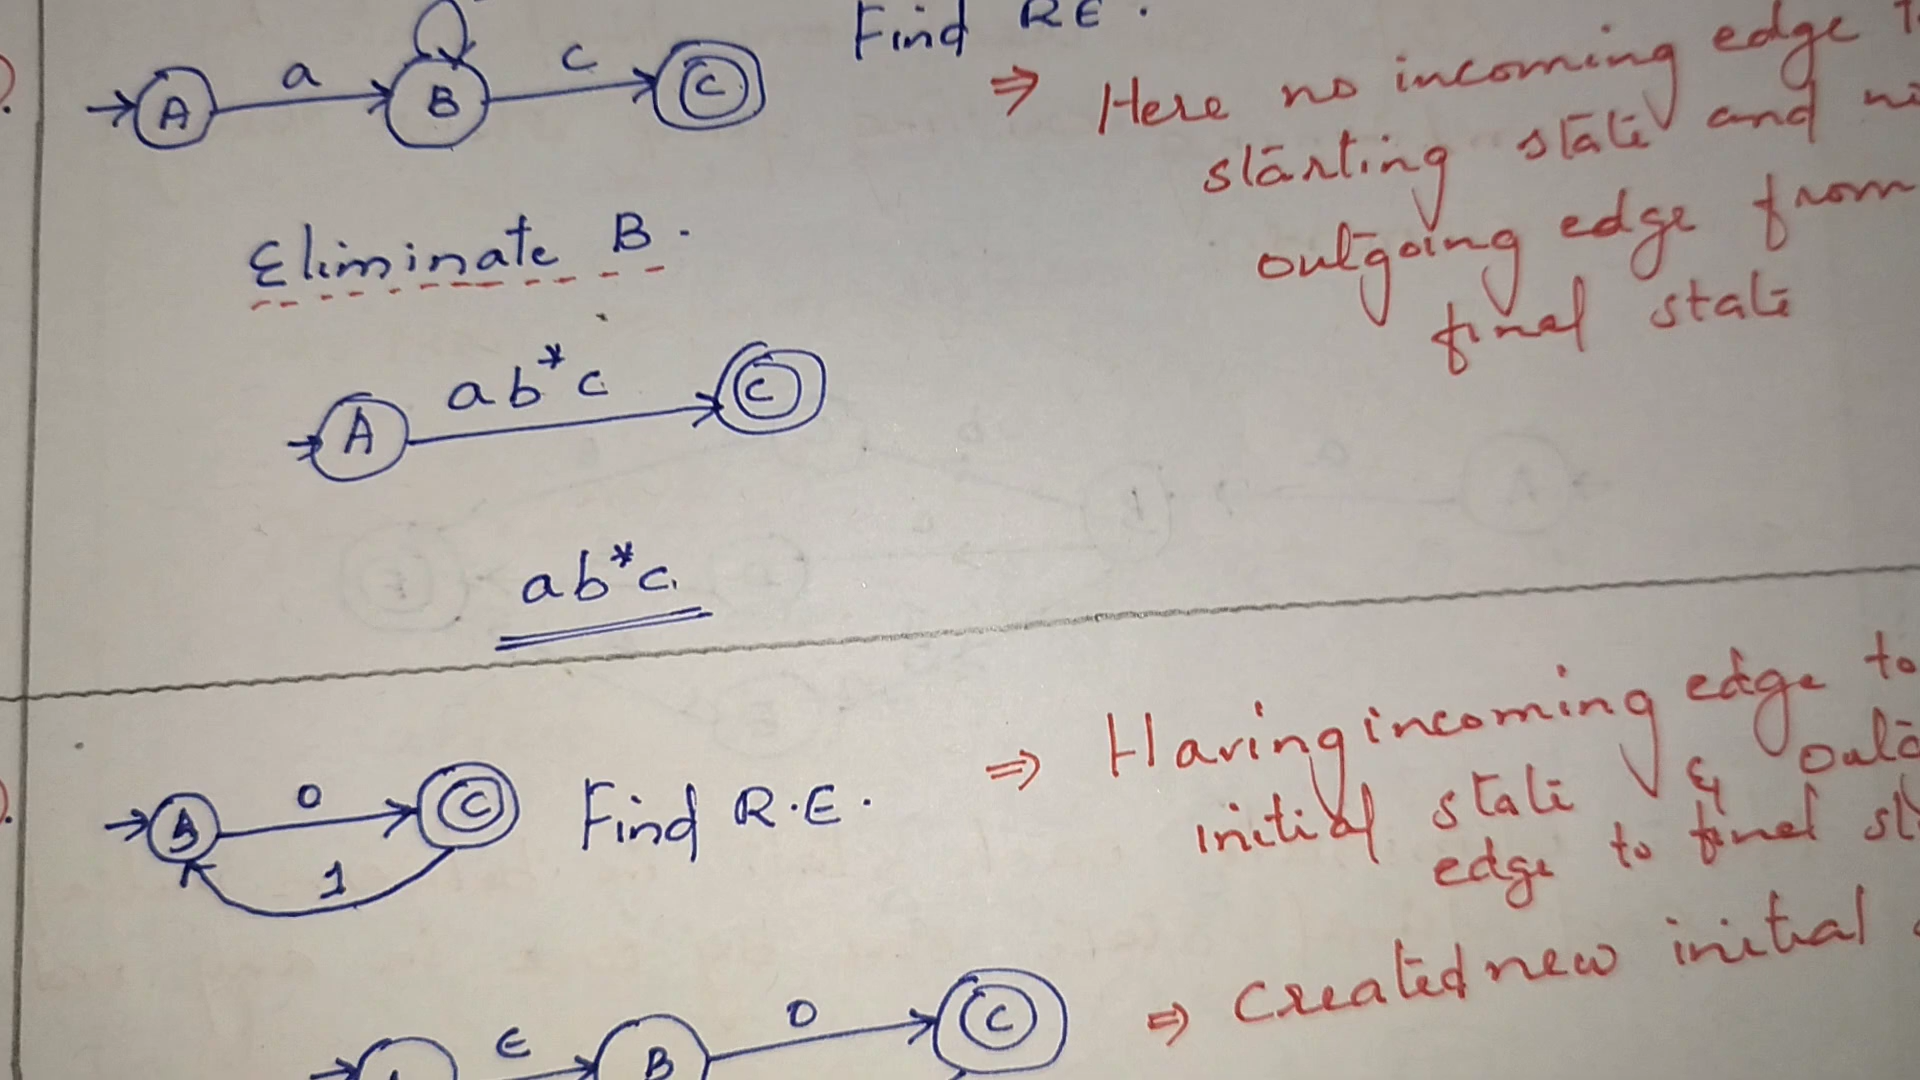 Find RE.
A a B c C
⇒ Here no incoming edge
starting state and
outgoing edge from
final state
Eliminate B.
A ab*c C
ab*c.
B 0 C
1
Find R.E.
⇒ Having incoming edge to
initial state &
edge to final
⇒ created new initial
ϵ B 0 C